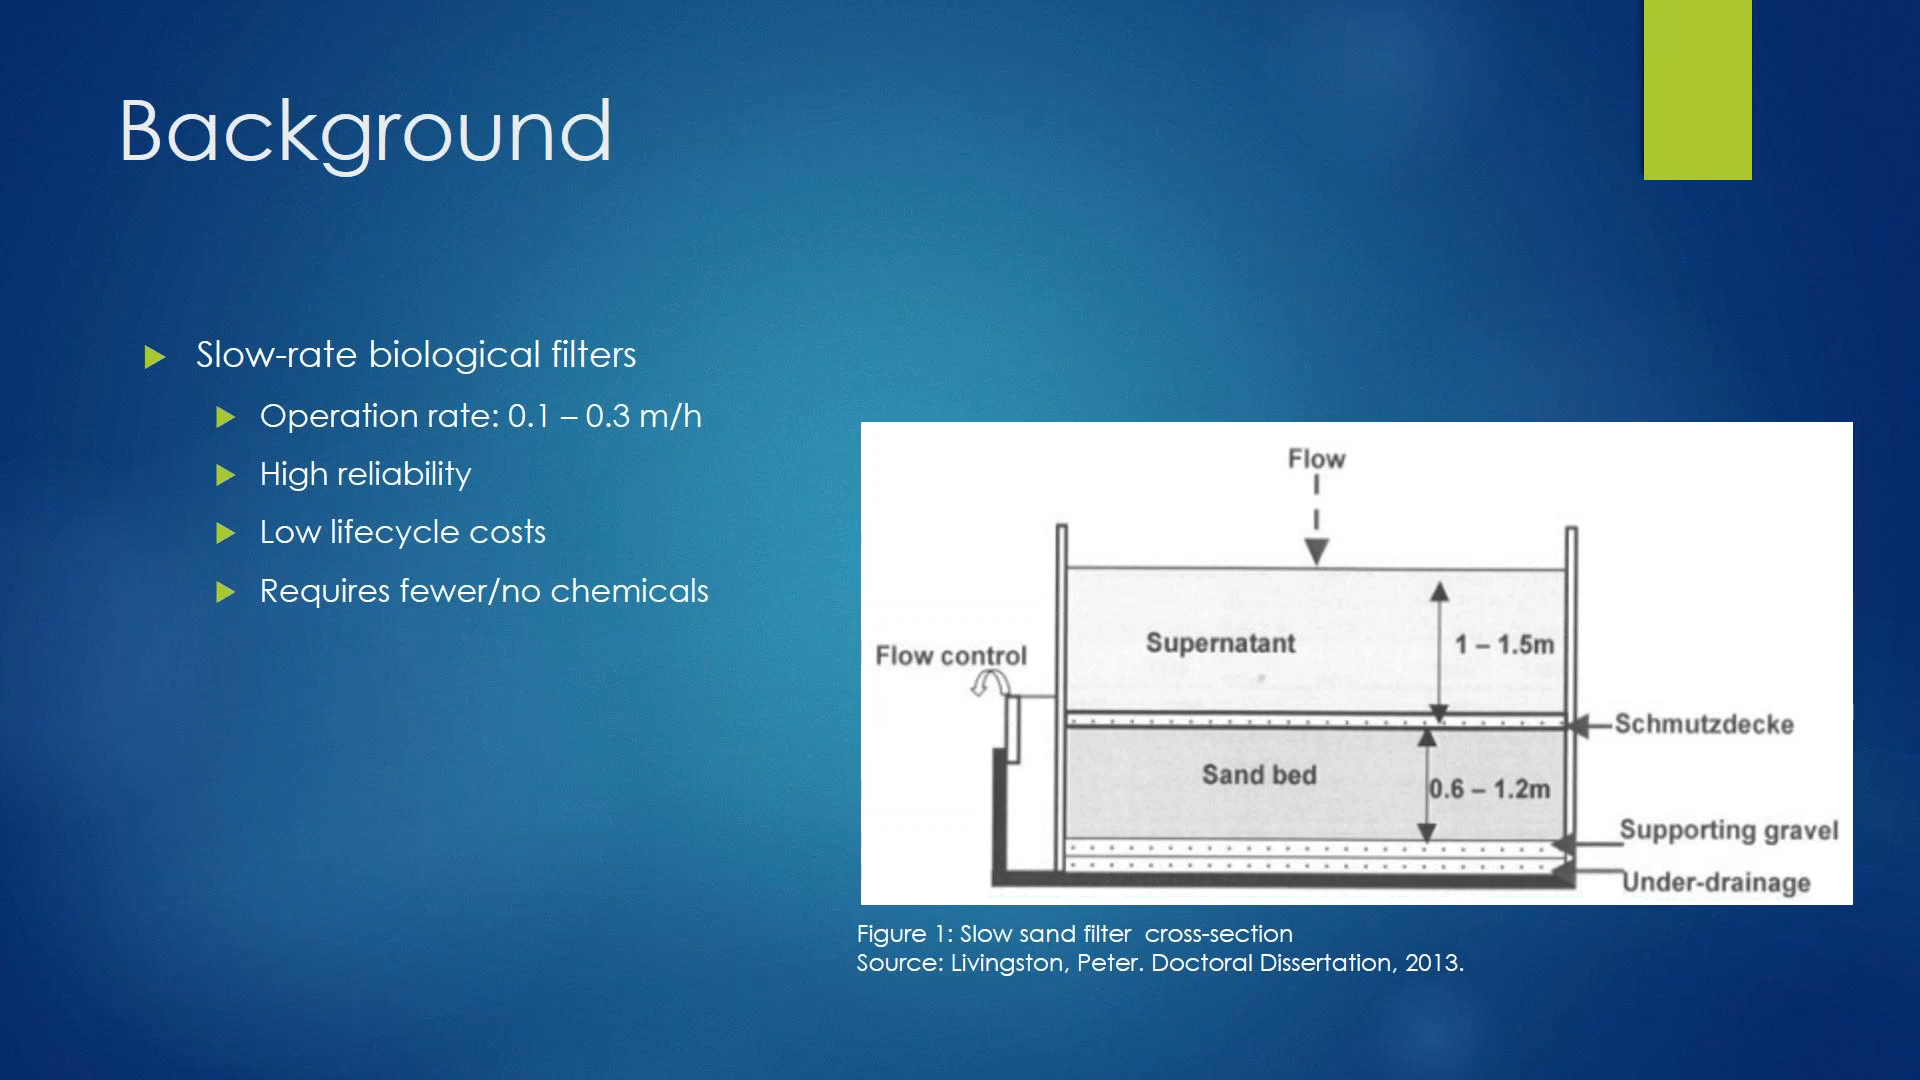 Background
Slow-rate biological filters
Operation rate: 0.1 – 0.3 m/h
High reliability
Low lifecycle costs
Requires fewer/no chemicals
Flow
Supernatant
1 – 1.5m
Flow control
Schmutzdecke
Sand bed
0.6 – 1.2m
Supporting gravel
Under-drainage
Figure 1: Slow sand filter cross-section
Source: Livingston, Peter. Doctoral Dissertation, 2013.